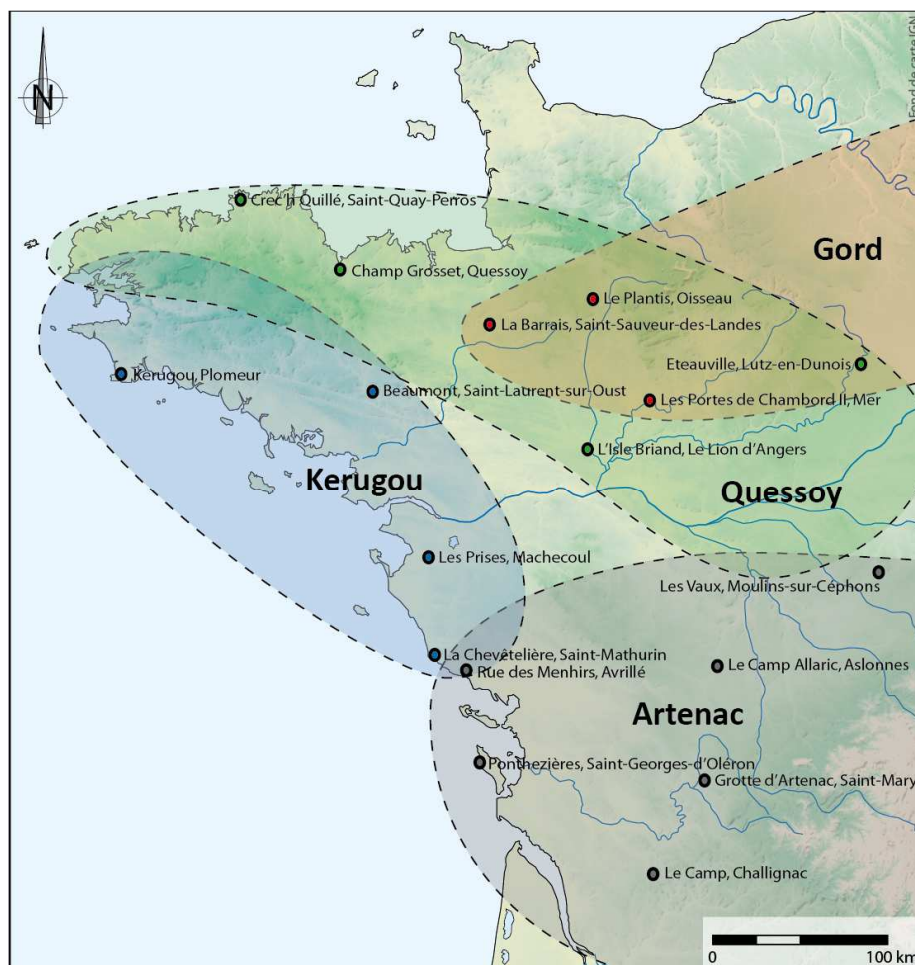 Fond de carte IGN
N
Crec'h Quillé, Saint-Quay-Perros
Gord
Champ Grosset, Quessoy
Le Plantis, Oisseau
La Barrais, Saint-Sauveur-des-Landes
Eteauville, Lutz-en-Dunois
Kerugou, Plomeur
Beaumont, Saint-Laurent-sur-Oust
Les Portes de Chambord II, Mer
L'Isle Briand, Le Lion d'Angers
Kerugou
Quessoy
Les Prises, Machecoul
Les Vaux, Moulins-sur-Céphons
La Chevêtelière, Saint-Mathurin
Le Camp Allaric, Aslonnes
Rue des Menhirs, Avrillé
Artenac
Ponthezières, Saint-Georges-d'Oléron
Grotte d'Artenac, Saint-Mary
Le Camp, Challignac
0 100 km